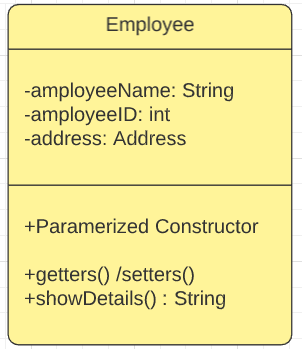 Employee
-amployeeName: String
-amployeeID: int
-address: Address
+Paramerized Constructor
+getters() /setters()
+showDetails() : String